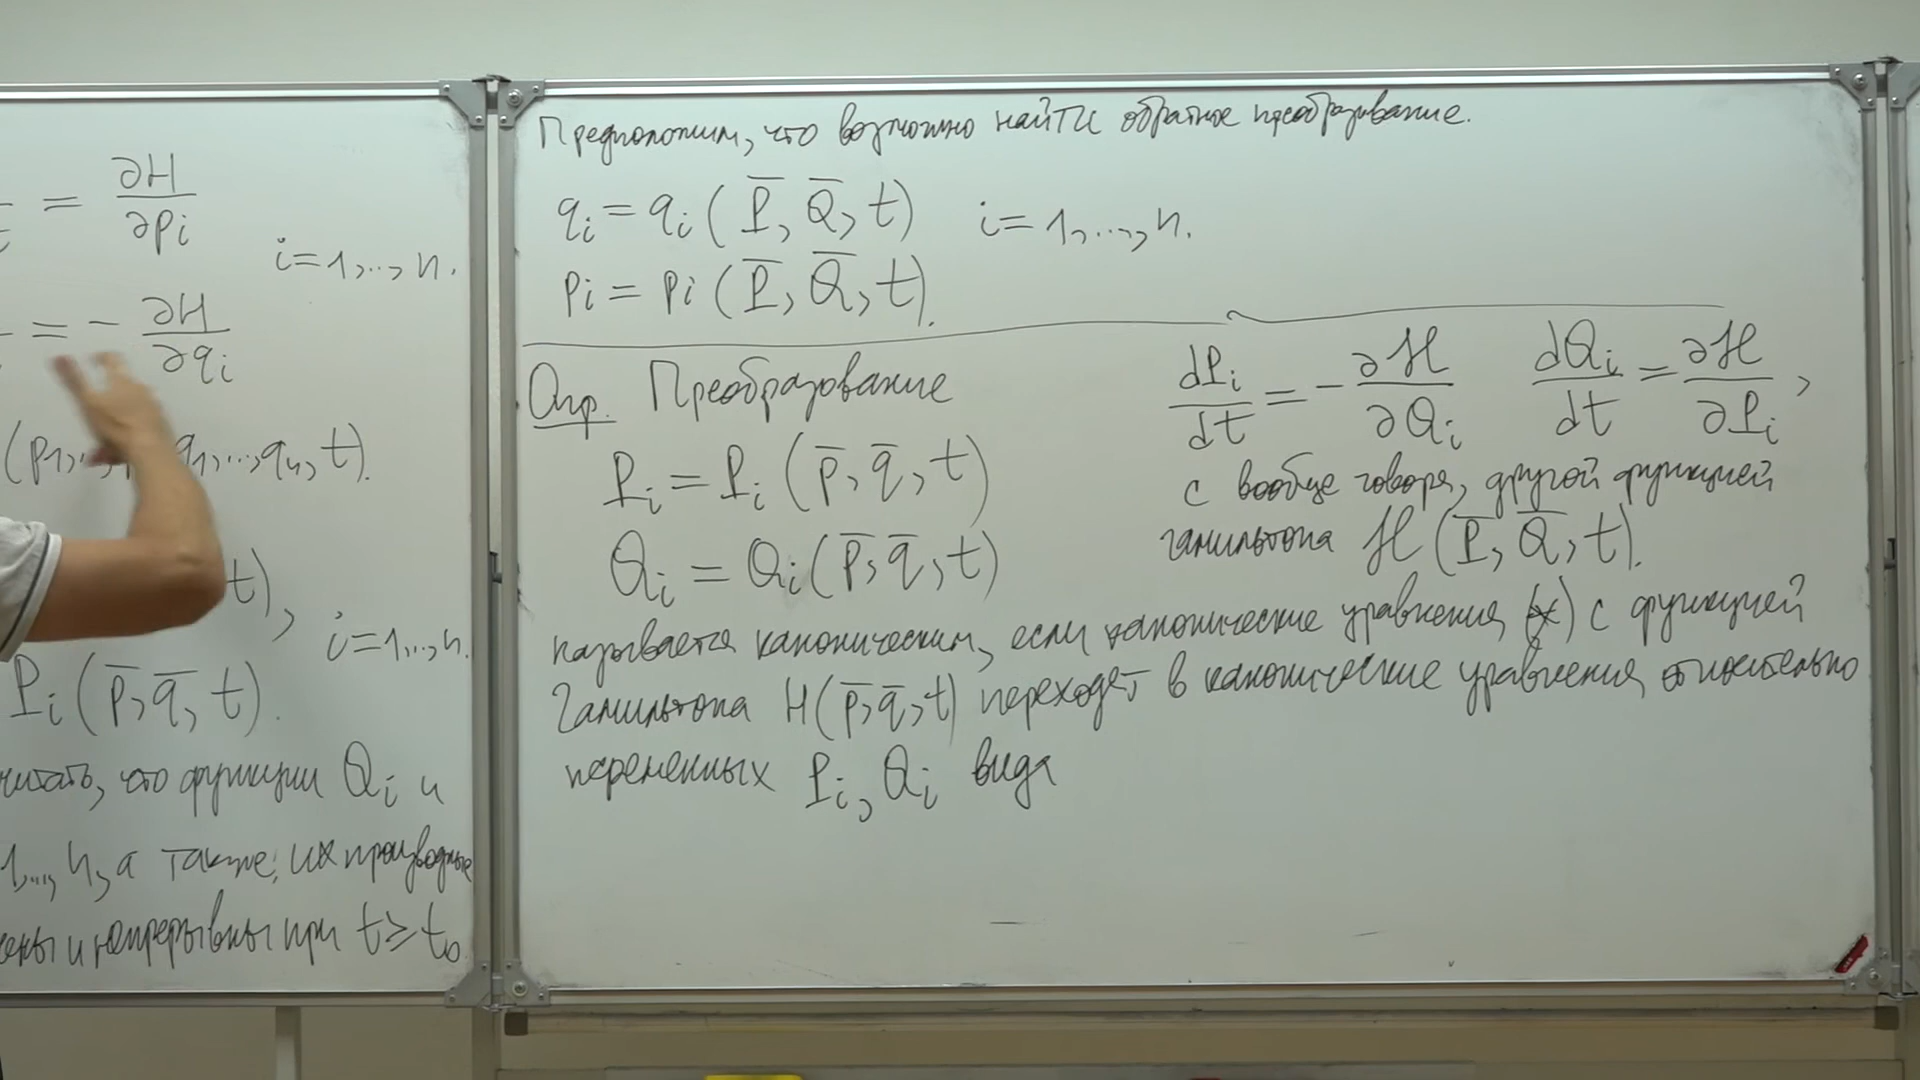 = ∂H/∂pᵢ
i=1,..,n.
= - ∂H/∂qᵢ
(p₁,.. q₁,..,qₙ, t).
t),
i=1,..,n.
Pᵢ(p̅, q̅, t).
что функции Qᵢ и
1,..,n, а также их производные
и непрерывны при t ≥ t₀
Предположим, что возможно найти обратное преобразование.
qᵢ = qᵢ(P̅, Q̅, t) i=1,...,n.
pᵢ = pᵢ(P̅, Q̅, t).
Опр. Преобразование
Pᵢ = Pᵢ(p̅, q̅, t)
Qᵢ = Qᵢ(p̅, q̅, t)
называется каноническим, если канонические уравнения (*) с функцией
Гамильтона H(p̅, q̅, t) переходят в канонические уравнения относительно
переменных Pᵢ, Qᵢ вида
dPᵢ/dt = - ∂ℋ/∂Qᵢ dQᵢ/dt = ∂ℋ/∂Pᵢ ,
с вообще говоря, другой функцией
Гамильтона ℋ(P̅, Q̅, t).